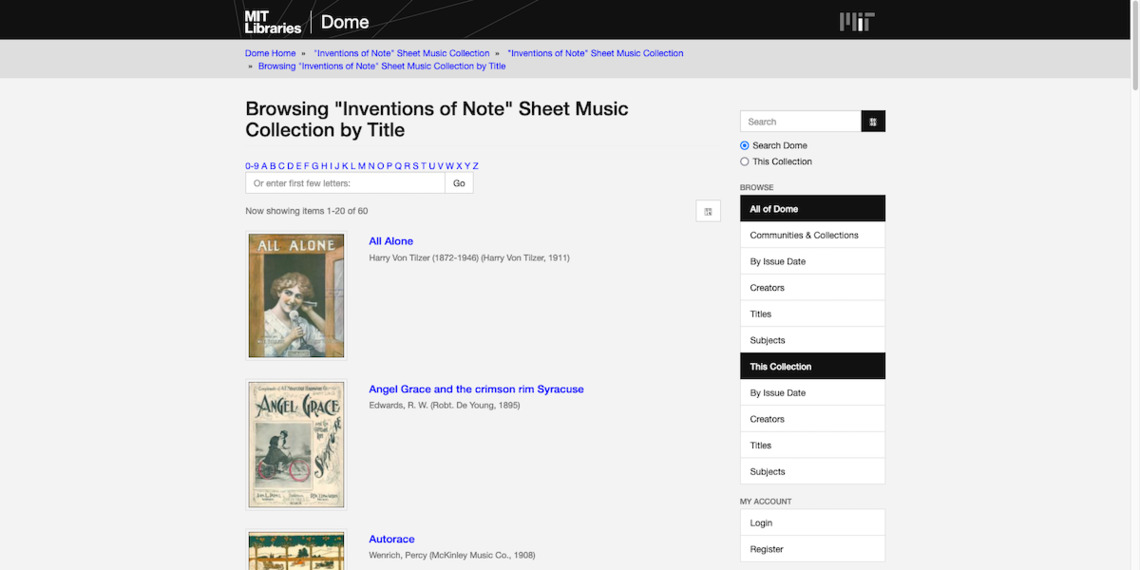 MIT
Libraries
Dome
Dome Home » "Inventions of Note" Sheet Music Collection » "Inventions of Note" Sheet Music Collection
» Browsing "Inventions of Note" Sheet Music Collection by Title
Browsing "Inventions of Note" Sheet Music
Collection by Title
0-9 A B C D E F G H I J K L M N O P Q R S T U V W X Y Z
Or enter first few letters:
Go
Now showing items 1-20 of 60
ALL ALONE
All Alone
Harry Von Tilzer (1872-1946) (Harry Von Tilzer, 1911)
ANGEL GRACE
Angel Grace and the crimson rim Syracuse
Edwards, R. W. (Robt. De Young, 1895)
Autorace
Wenrich, Percy (McKinley Music Co., 1908)
MIT
Search
Search Dome
This Collection
BROWSE
All of Dome
Communities & Collections
By Issue Date
Creators
Titles
Subjects
This Collection
By Issue Date
Creators
Titles
Subjects
MY ACCOUNT
Login
Register